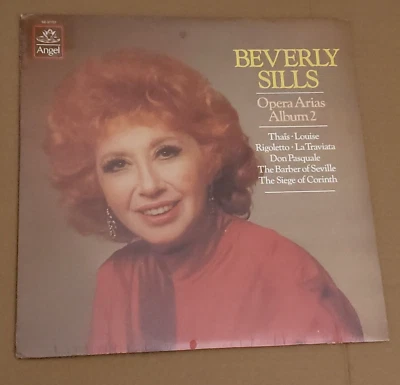 Angel
BEVERLY
SILLS
Opera Arias
Album 2
Thaïs • Louise
Rigoletto • La Traviata
Don Pasquale
The Barber of Seville
The Siege of Corinth